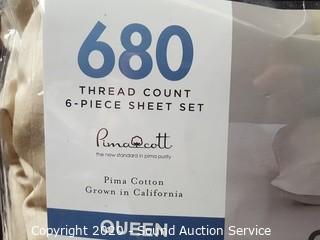 680
THREAD COUNT
6-PIECE SHEET SET
Pimacott
the new standard in pima purity
Pima Cotton
Grown in California
QUEEN
Copyright 2020 Sound Auction Service